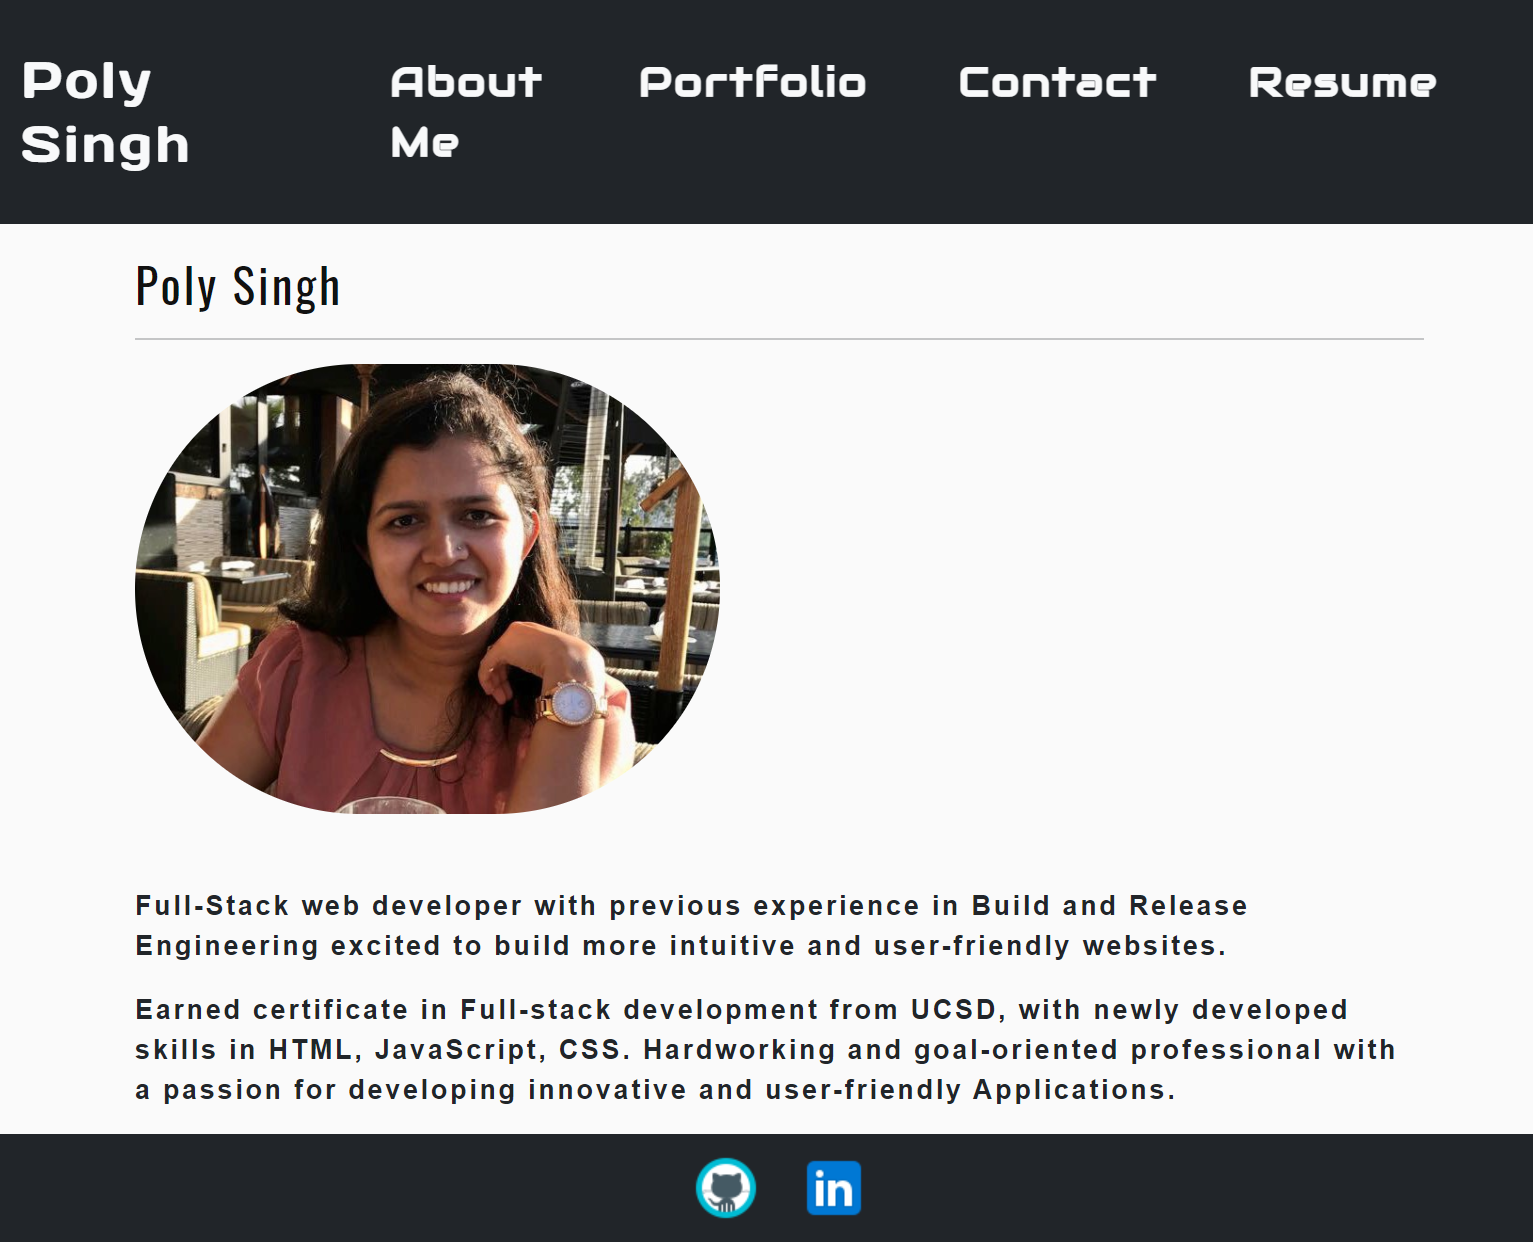 Poly
Singh
About
Me
Portfolio
Contact
Resume
Poly Singh
Full-Stack web developer with previous experience in Build and Release
Engineering excited to build more intuitive and user-friendly websites.
Earned certificate in Full-stack development from UCSD, with newly developed
skills in HTML, JavaScript, CSS. Hardworking and goal-oriented professional with
a passion for developing innovative and user-friendly Applications.
in